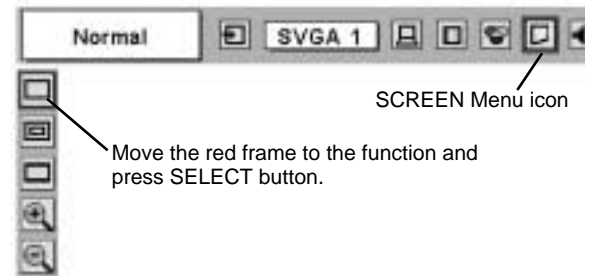 Normal
SVGA 1
SCREEN Menu icon
Move the red frame to the function and
press SELECT button.